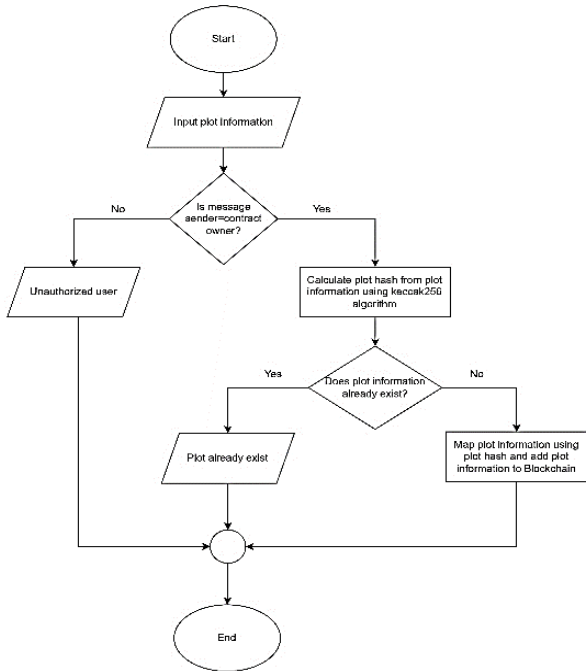 Start
Input plot Information
Is message
sender=contract
owner?
No
Yes
Unauthorized user
Calculate plot hash from plot
information using keccak256
algorithm
Does plot information
already exist?
Yes
No
Plot already exist
Map plot information using
plot hash and add plot
information to Blockchain
End